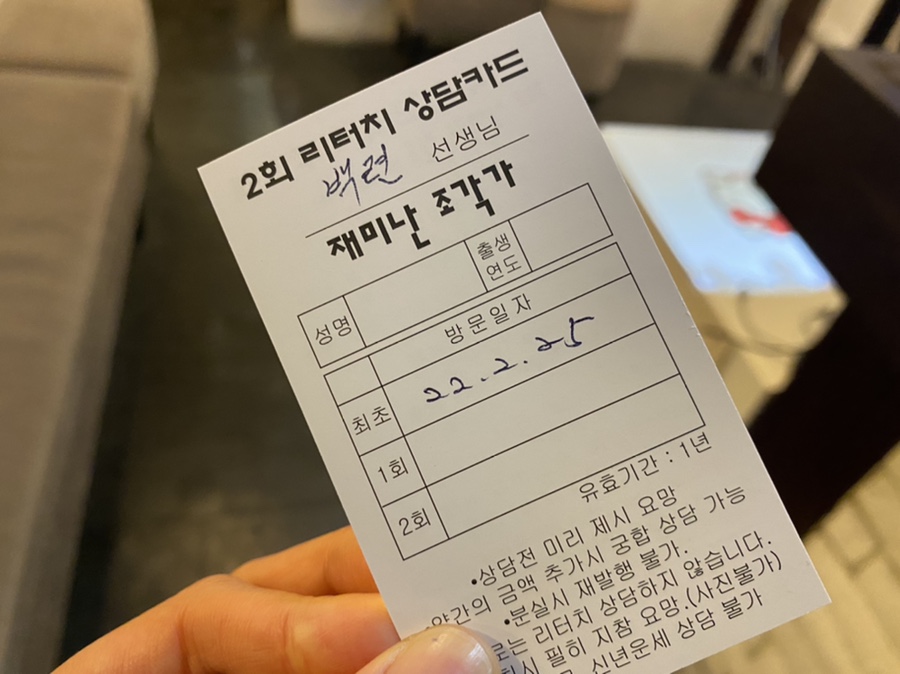 2회 리터치 상담카드
백련 선생님
재미난 조각가
성명 출생연도
방문일자
최초 22.2.25
1회
2회
유효기간 : 1년
•상담전 미리 제시 요망
약간의 금액 추가시 궁합 상담 가능
•분실시 재발행 불가.
로는 리터치 상담하지 않습니다.
시 필히 지참 요망.(사진불가)
신년운세 상담 불가